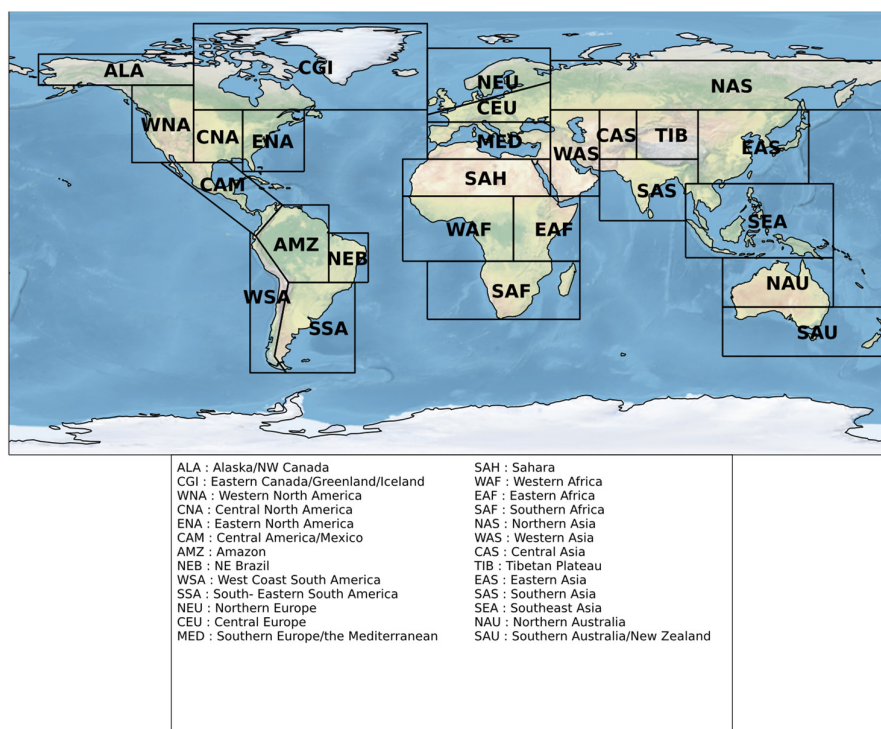 ALA
CGI
NEU
NAS
CEU
WNA
CNA
ENA
MED
WAS
CAS
TIB
EAS
CAM
SAH
SAS
WAF
EAF
SEA
AMZ
NEB
WSA
SAF
NAU
SSA
SAU
ALA : Alaska/NW Canada
CGI : Eastern Canada/Greenland/Iceland
WNA : Western North America
CNA : Central North America
ENA : Eastern North America
CAM : Central America/Mexico
AMZ : Amazon
NEB : NE Brazil
WSA : West Coast South America
SSA : South- Eastern South America
NEU : Northern Europe
CEU : Central Europe
MED : Southern Europe/the Mediterranean
SAH : Sahara
WAF : Western Africa
EAF : Eastern Africa
SAF : Southern Africa
NAS : Northern Asia
WAS : Western Asia
CAS : Central Asia
TIB : Tibetan Plateau
EAS : Eastern Asia
SAS : Southern Asia
SEA : Southeast Asia
NAU : Northern Australia
SAU : Southern Australia/New Zealand